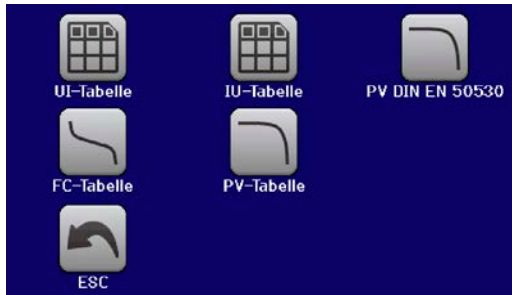 UI-Tabelle
IU-Tabelle
PV DIN EN 50530
FC-Tabelle
PV-Tabelle
ESC